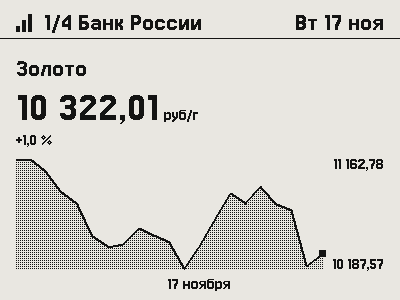 1/4 Банк России
Вт 17 ноя
Золото
10 322,01 руб/г
+1,0 %
11 162,78
10 187,57
17 ноября